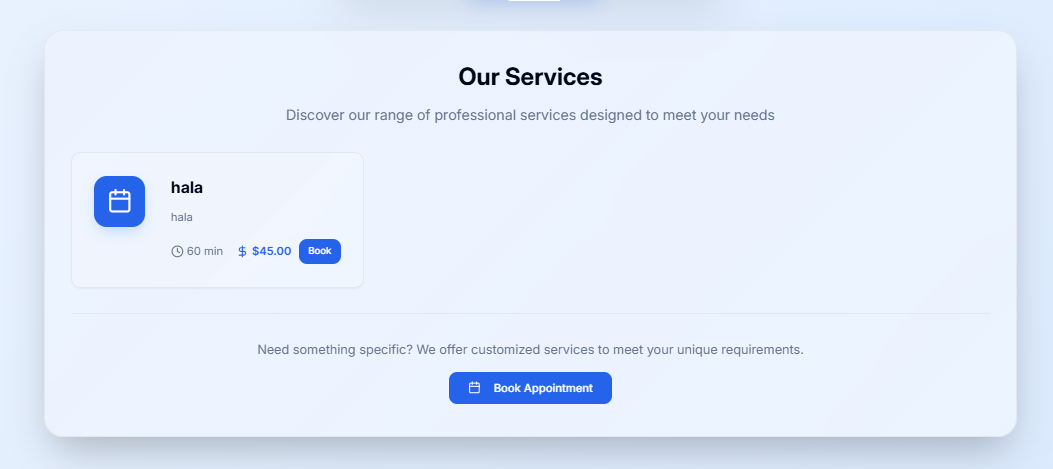 Our Services
Discover our range of professional services designed to meet your needs
hala
hala
60 min $ $45.00 Book
Need something specific? We offer customized services to meet your unique requirements.
Book Appointment